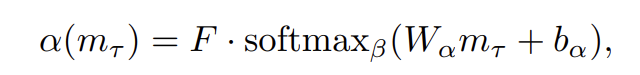 α(m_τ) = F · softmax_β(W_α m_τ + b_α),